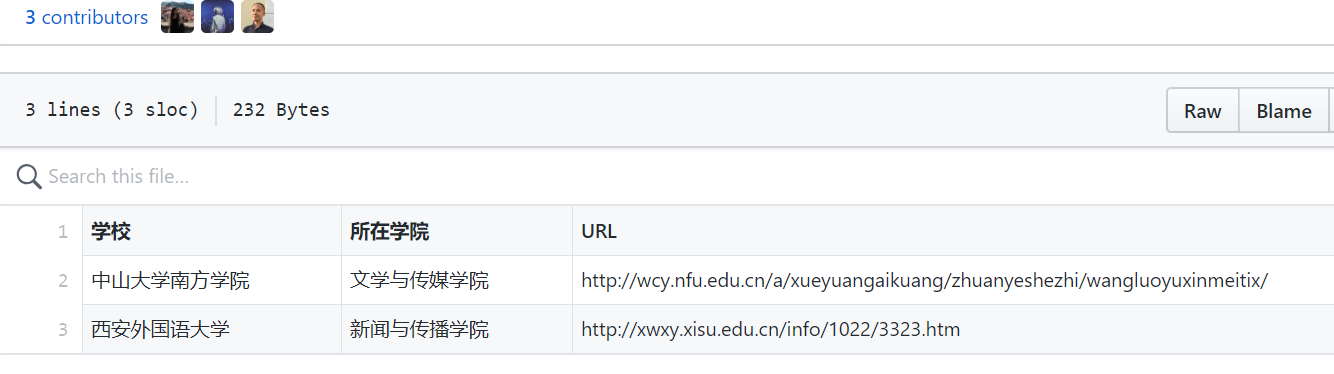 3 contributors
3 lines (3 sloc) 232 Bytes Raw Blame
Search this file…
1 学校 所在学院 URL
2 中山大学南方学院 文学与传媒学院 http://wcy.nfu.edu.cn/a/xueyuangaikuang/zhuanyeshezhi/wangluoyuxinmeitix/
3 西安外国语大学 新闻与传播学院 http://xwxy.xisu.edu.cn/info/1022/3323.htm